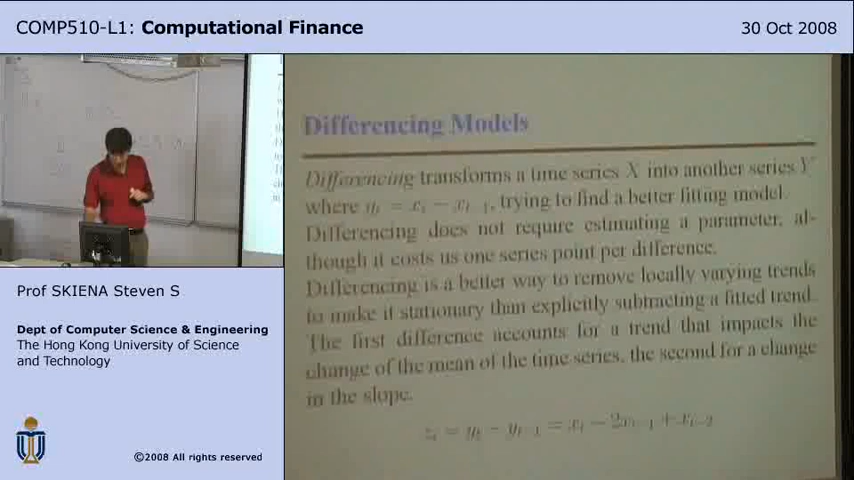 COMP510-L1: Computational Finance
30 Oct 2008
Differencing Models
Differencing transforms a time series X into another series Y
where yₜ = xₜ − xₜ₋₁, trying to find a better fitting model.
Differencing does not require estimating a parameter, al-
though it costs us one series point per difference.
Differencing is a better way to remove locally varying trends
to make it stationary than explicitly subtracting a fitted trend.
The first difference accounts for a trend that impacts the
change of the mean of the time series, the second for a change
in the slope.
zₜ = yₜ − yₜ₋₁ = xₜ − 2xₜ₋₁ + xₜ₋₂
Prof SKIENA Steven S
Dept of Computer Science & Engineering
The Hong Kong University of Science
and Technology
©2008 All rights reserved